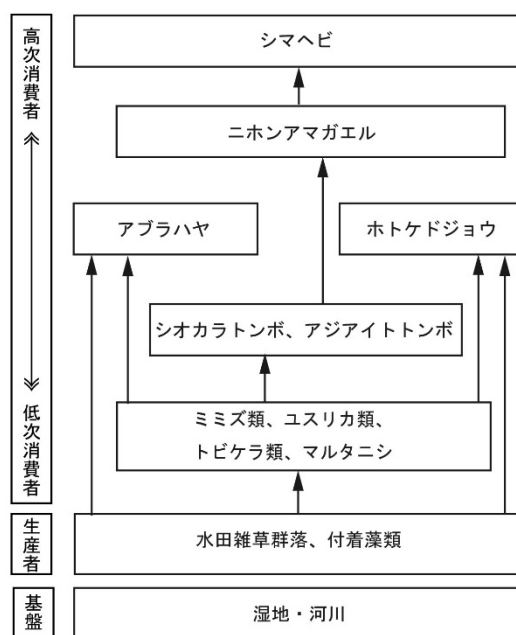 高次消費者
シマヘビ
ニホンアマガエル
アブラハヤ
ホトケドジョウ
シオカラトンボ、アジアイトトンボ
低次消費者
ミミズ類、ユスリカ類、
トビケラ類、マルタニシ
生産者
水田雑草群落、付着藻類
基盤
湿地・河川